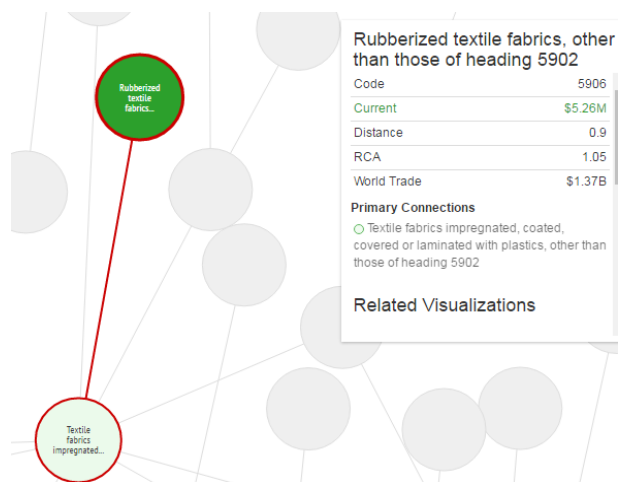 Rubberized
textile
fabrics...
Textile
fabrics
impregnated...
Rubberized textile fabrics, other
than those of heading 5902
Code 5906
Current $5.26M
Distance 0.9
RCA 1.05
World Trade $1.37B
Primary Connections
Textile fabrics impregnated, coated,
covered or laminated with plastics, other than
those of heading 5902
Related Visualizations